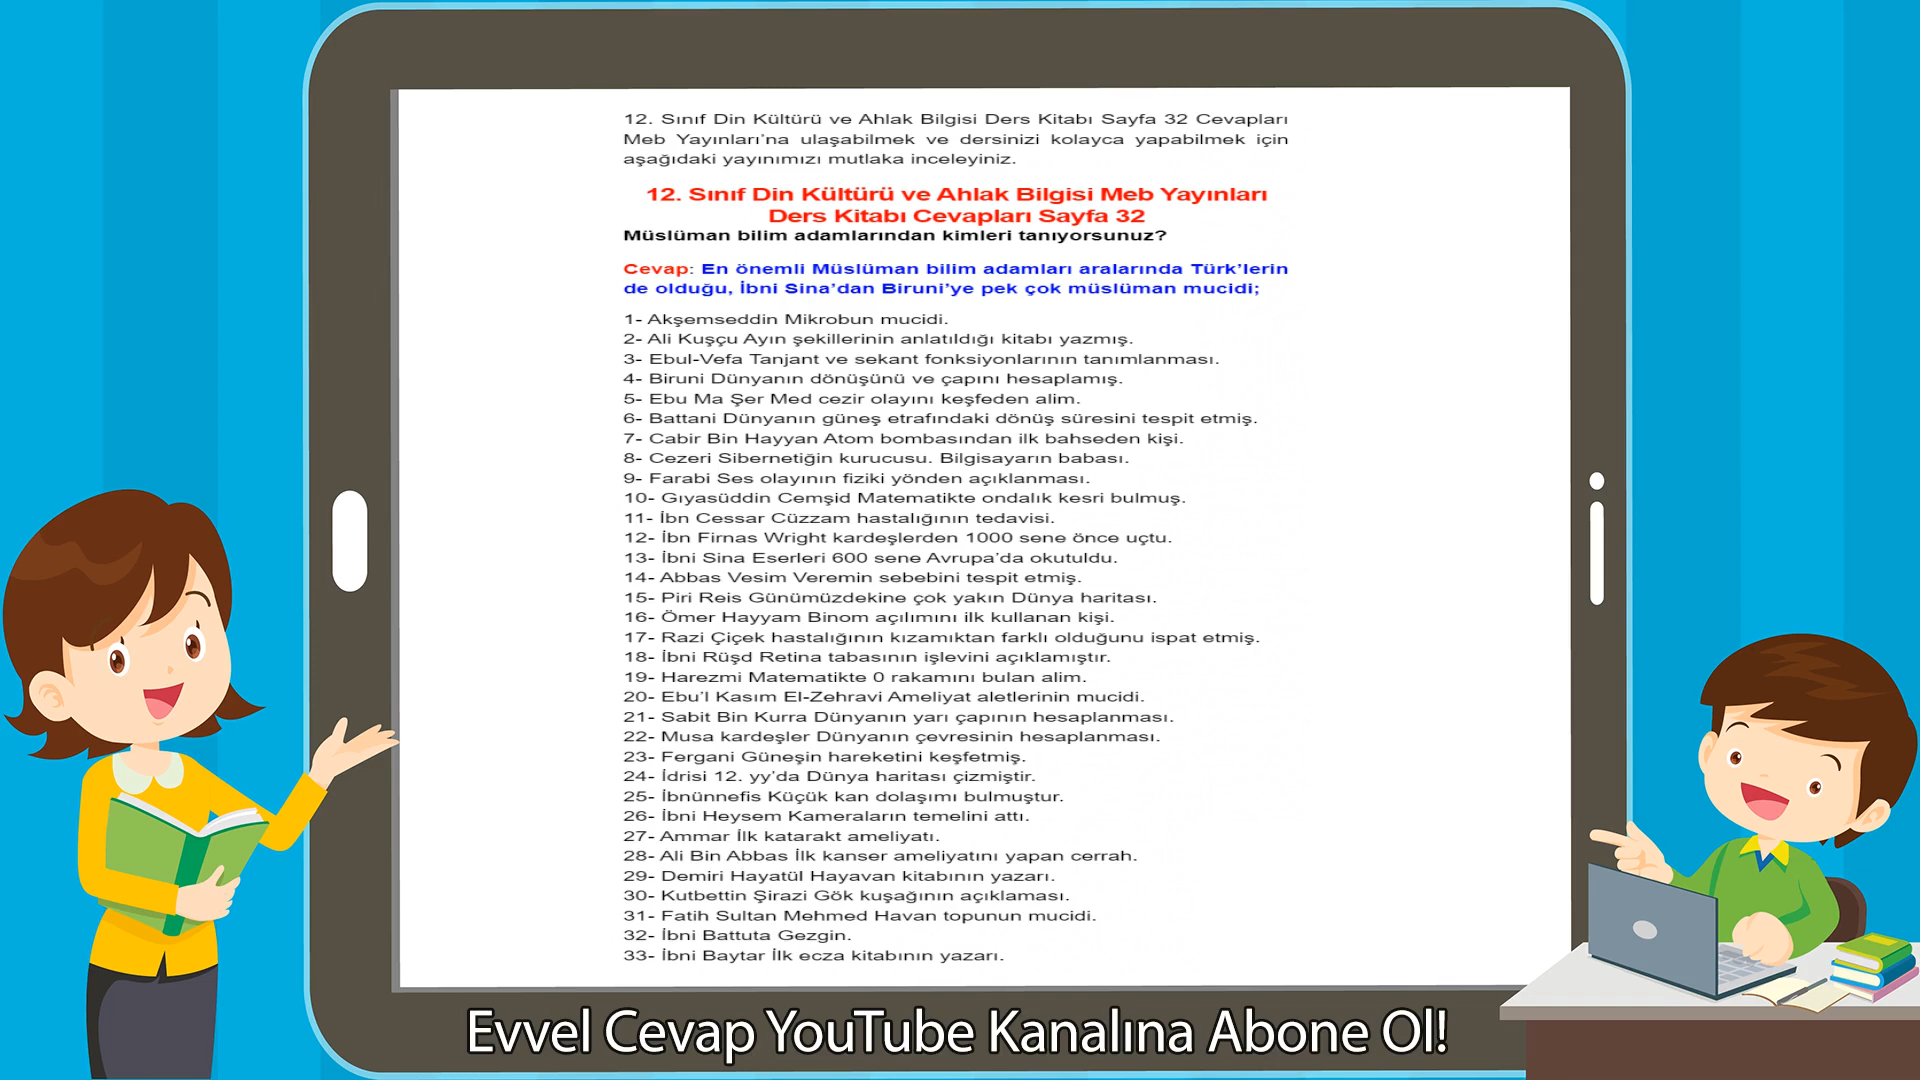 12. Sınıf Din Kültürü ve Ahlak Bilgisi Ders Kitabı Sayfa 32 Cevapları
Meb Yayınları’na ulaşabilmek ve dersinizi kolayca yapabilmek için
aşağıdaki yayınımızı mutlaka inceleyiniz.
12. Sınıf Din Kültürü ve Ahlak Bilgisi Meb Yayınları
Ders Kitabı Cevapları Sayfa 32
Müslüman bilim adamlarından kimleri tanıyorsunuz?
Cevap: En önemli Müslüman bilim adamları aralarında Türk’lerin
de olduğu, İbni Sina’dan Biruni’ye pek çok müslüman mucidi;
1- Akşemseddin Mikrobun mucidi.
2- Ali Kuşçu Ayın şekillerinin anlatıldığı kitabı yazmış.
3- Ebul-Vefa Tanjant ve sekant fonksiyonlarının tanımlanması.
4- Biruni Dünyanın dönüşünü ve çapını hesaplamış.
5- Ebu Ma Şer Med cezir olayını keşfeden alim.
6- Battani Dünyanın güneş etrafındaki dönüş süresini tespit etmiş.
7- Cabir Bin Hayyan Atom bombasından ilk bahseden kişi.
8- Cezeri Sibernetiğin kurucusu. Bilgisayarın babası.
9- Farabi Ses olayının fiziki yönden açıklanması.
10- Gıyasüddin Cemşid Matematikte ondalık kesri bulmuş.
11- İbn Cessar Cüzzam hastalığının tedavisi.
12- İbn Firnas Wright kardeşlerden 1000 sene önce uçtu.
13- İbni Sina Eserleri 600 sene Avrupa’da okutuldu.
14- Abbas Vesim Veremin sebebini tespit etmiş.
15- Piri Reis Günümüzdekine çok yakın Dünya haritası.
16- Ömer Hayyam Binom açılımını ilk kullanan kişi.
17- Razi Çiçek hastalığının kızamıktan farklı olduğunu ispat etmiş.
18- İbni Rüşd Retina tabasının işlevini açıklamıştır.
19- Harezmi Matematikte 0 rakamını bulan alim.
20- Ebu’l Kasım El-Zehravi Ameliyat aletlerinin mucidi.
21- Sabit Bin Kurra Dünyanın yarı çapının hesaplanması.
22- Musa kardeşler Dünyanın çevresinin hesaplanması.
23- Fergani Güneşin hareketini keşfetmiş.
24- İdrisi 12. yy’da Dünya haritası çizmiştir.
25- İbnünnefis Küçük kan dolaşımı bulmuştur.
26- İbni Heysem Kameraların temelini attı.
27- Ammar İlk katarakt ameliyatı.
28- Ali Bin Abbas İlk kanser ameliyatını yapan cerrah.
29- Demiri Hayatül Hayavan kitabının yazarı.
30- Kutbettin Şirazi Gök kuşağının açıklaması.
31- Fatih Sultan Mehmed Havan topunun mucidi.
32- İbni Battuta Gezgin.
33- İbni Baytar İlk ecza kitabının yazarı.
Evvel Cevap YouTube Kanalına Abone Ol!